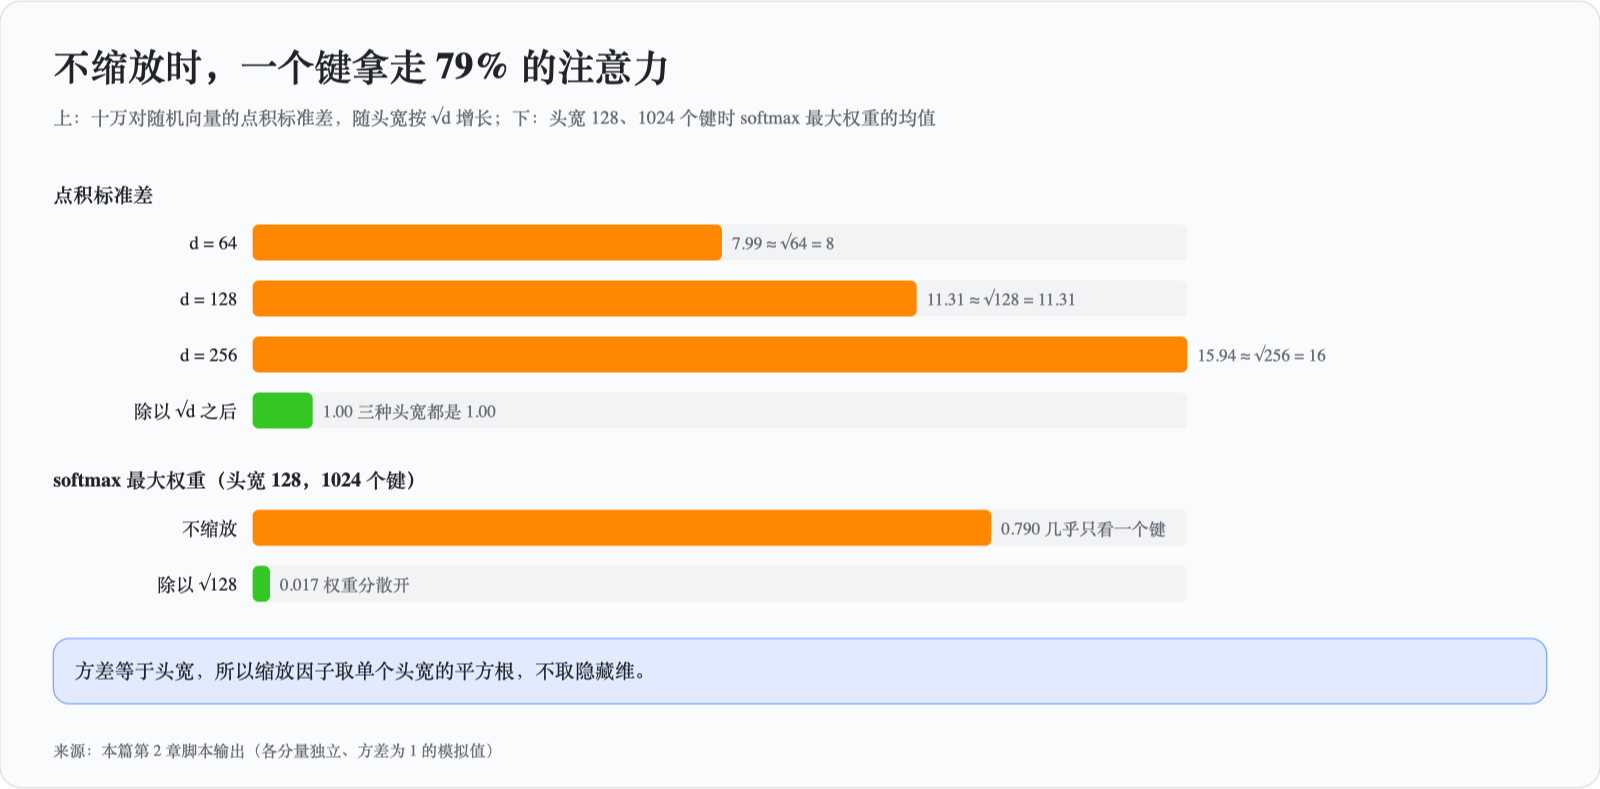 不缩放时，一个键拿走 79% 的注意力
上：十万对随机向量的点积标准差，随头宽按 √d 增长；下：头宽 128、1024 个键时 softmax 最大权重的均值
点积标准差
d = 64
7.99 ≈ √64 = 8
d = 128
11.31 ≈ √128 = 11.31
d = 256
15.94 ≈ √256 = 16
除以 √d 之后
1.00 三种头宽都是 1.00
softmax 最大权重（头宽 128，1024 个键）
不缩放
0.790 几乎只看一个键
除以 √128
0.017 权重分散开
方差等于头宽，所以缩放因子取单个头宽的平方根，不取隐藏维。
来源：本篇第 2 章脚本输出（各分量独立、方差为 1 的模拟值）